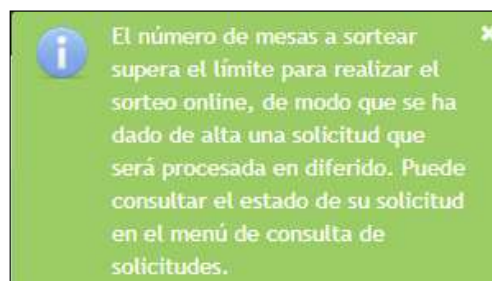 El número de mesas a sortear
supera el límite para realizar el
sorteo online, de modo que se ha
dado de alta una solicitud que
será procesada en diferido. Puede
consultar el estado de su solicitud
en el menú de consulta de
solicitudes.